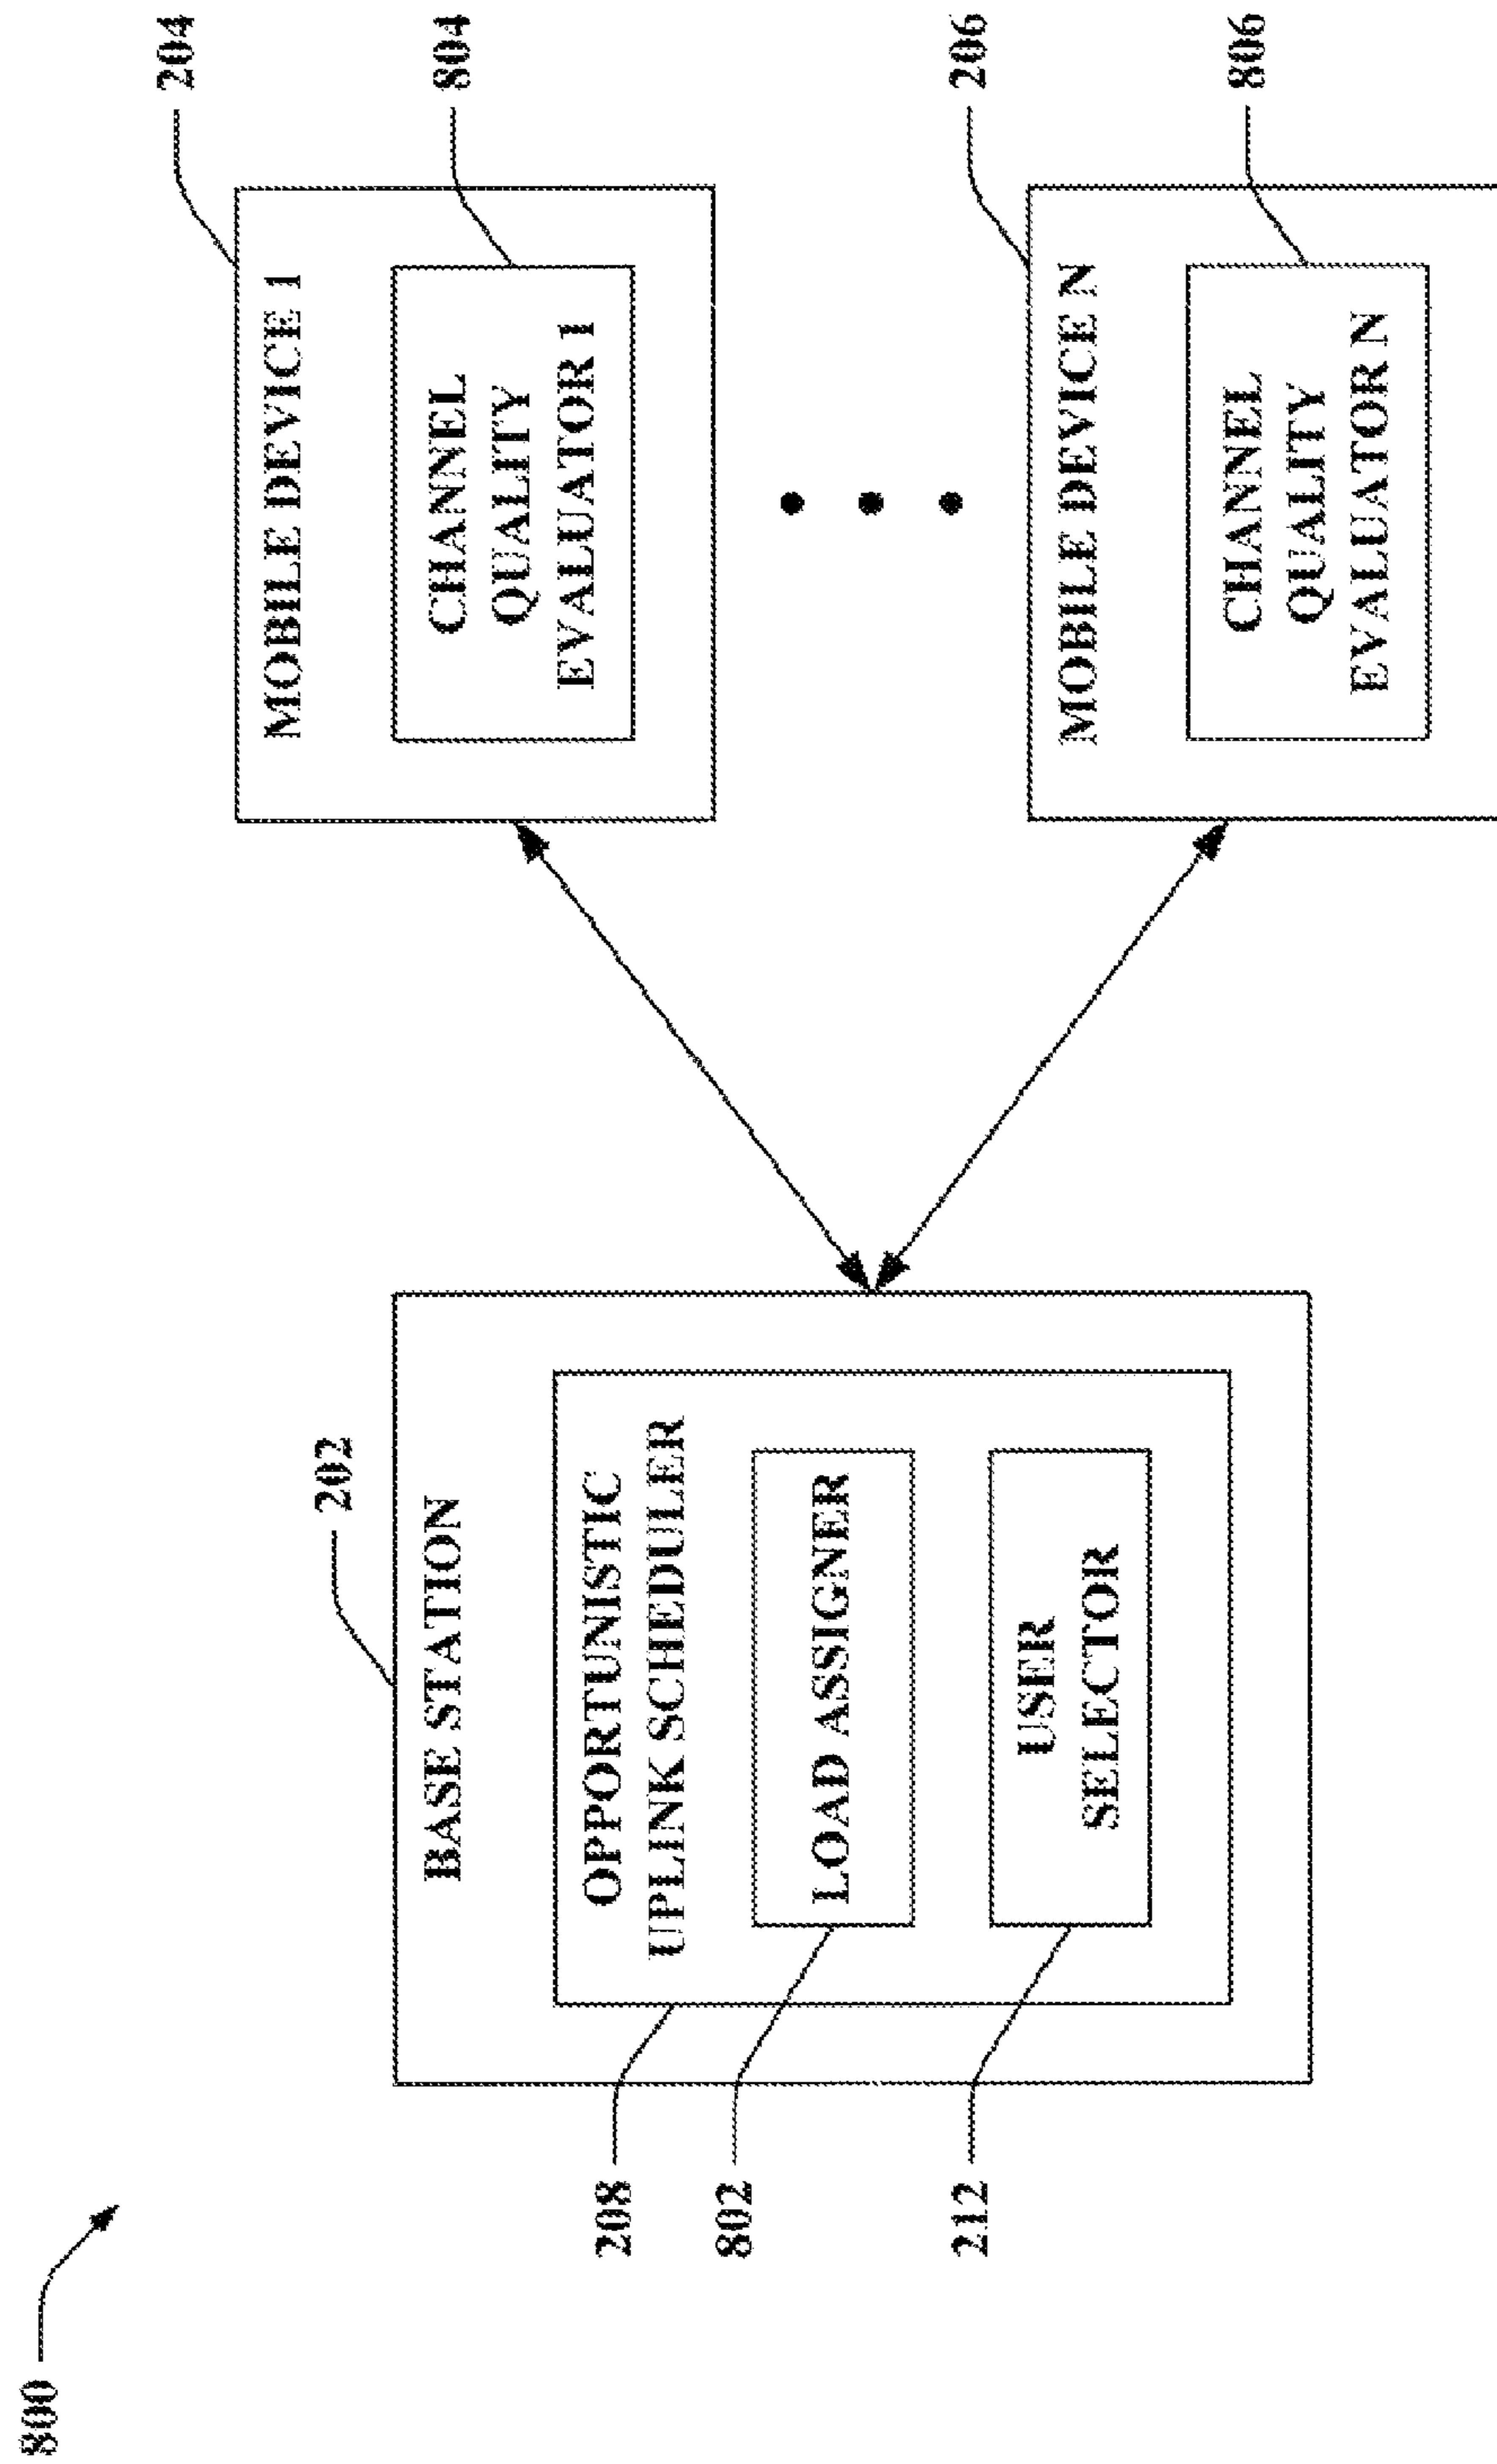 800
202
BASE STATION
OPPORTUNISTIC
UPLINK SCHEDULER
LOAD ASSIGNER
USER
SELECTOR
208
802
212
204
MOBILE DEVICE 1
CHANNEL
QUALITY
EVALUATOR 1
804
206
MOBILE DEVICE N
CHANNEL
QUALITY
EVALUATOR N
806